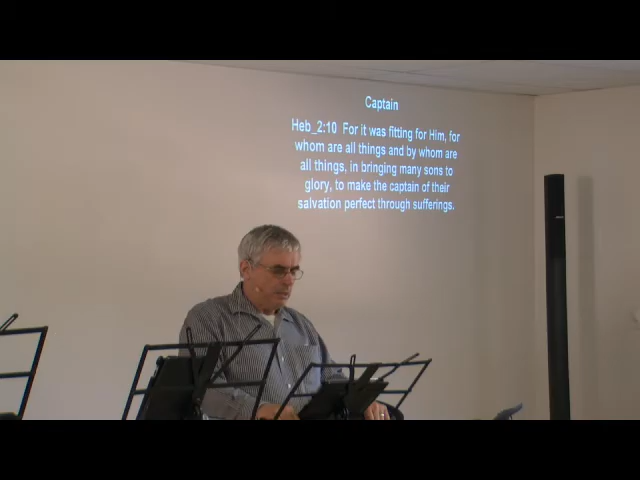 Captain
Heb_2:10 For it was fitting for Him, for
whom are all things and by whom are
all things, in bringing many sons to
glory, to make the captain of their
salvation perfect through sufferings.